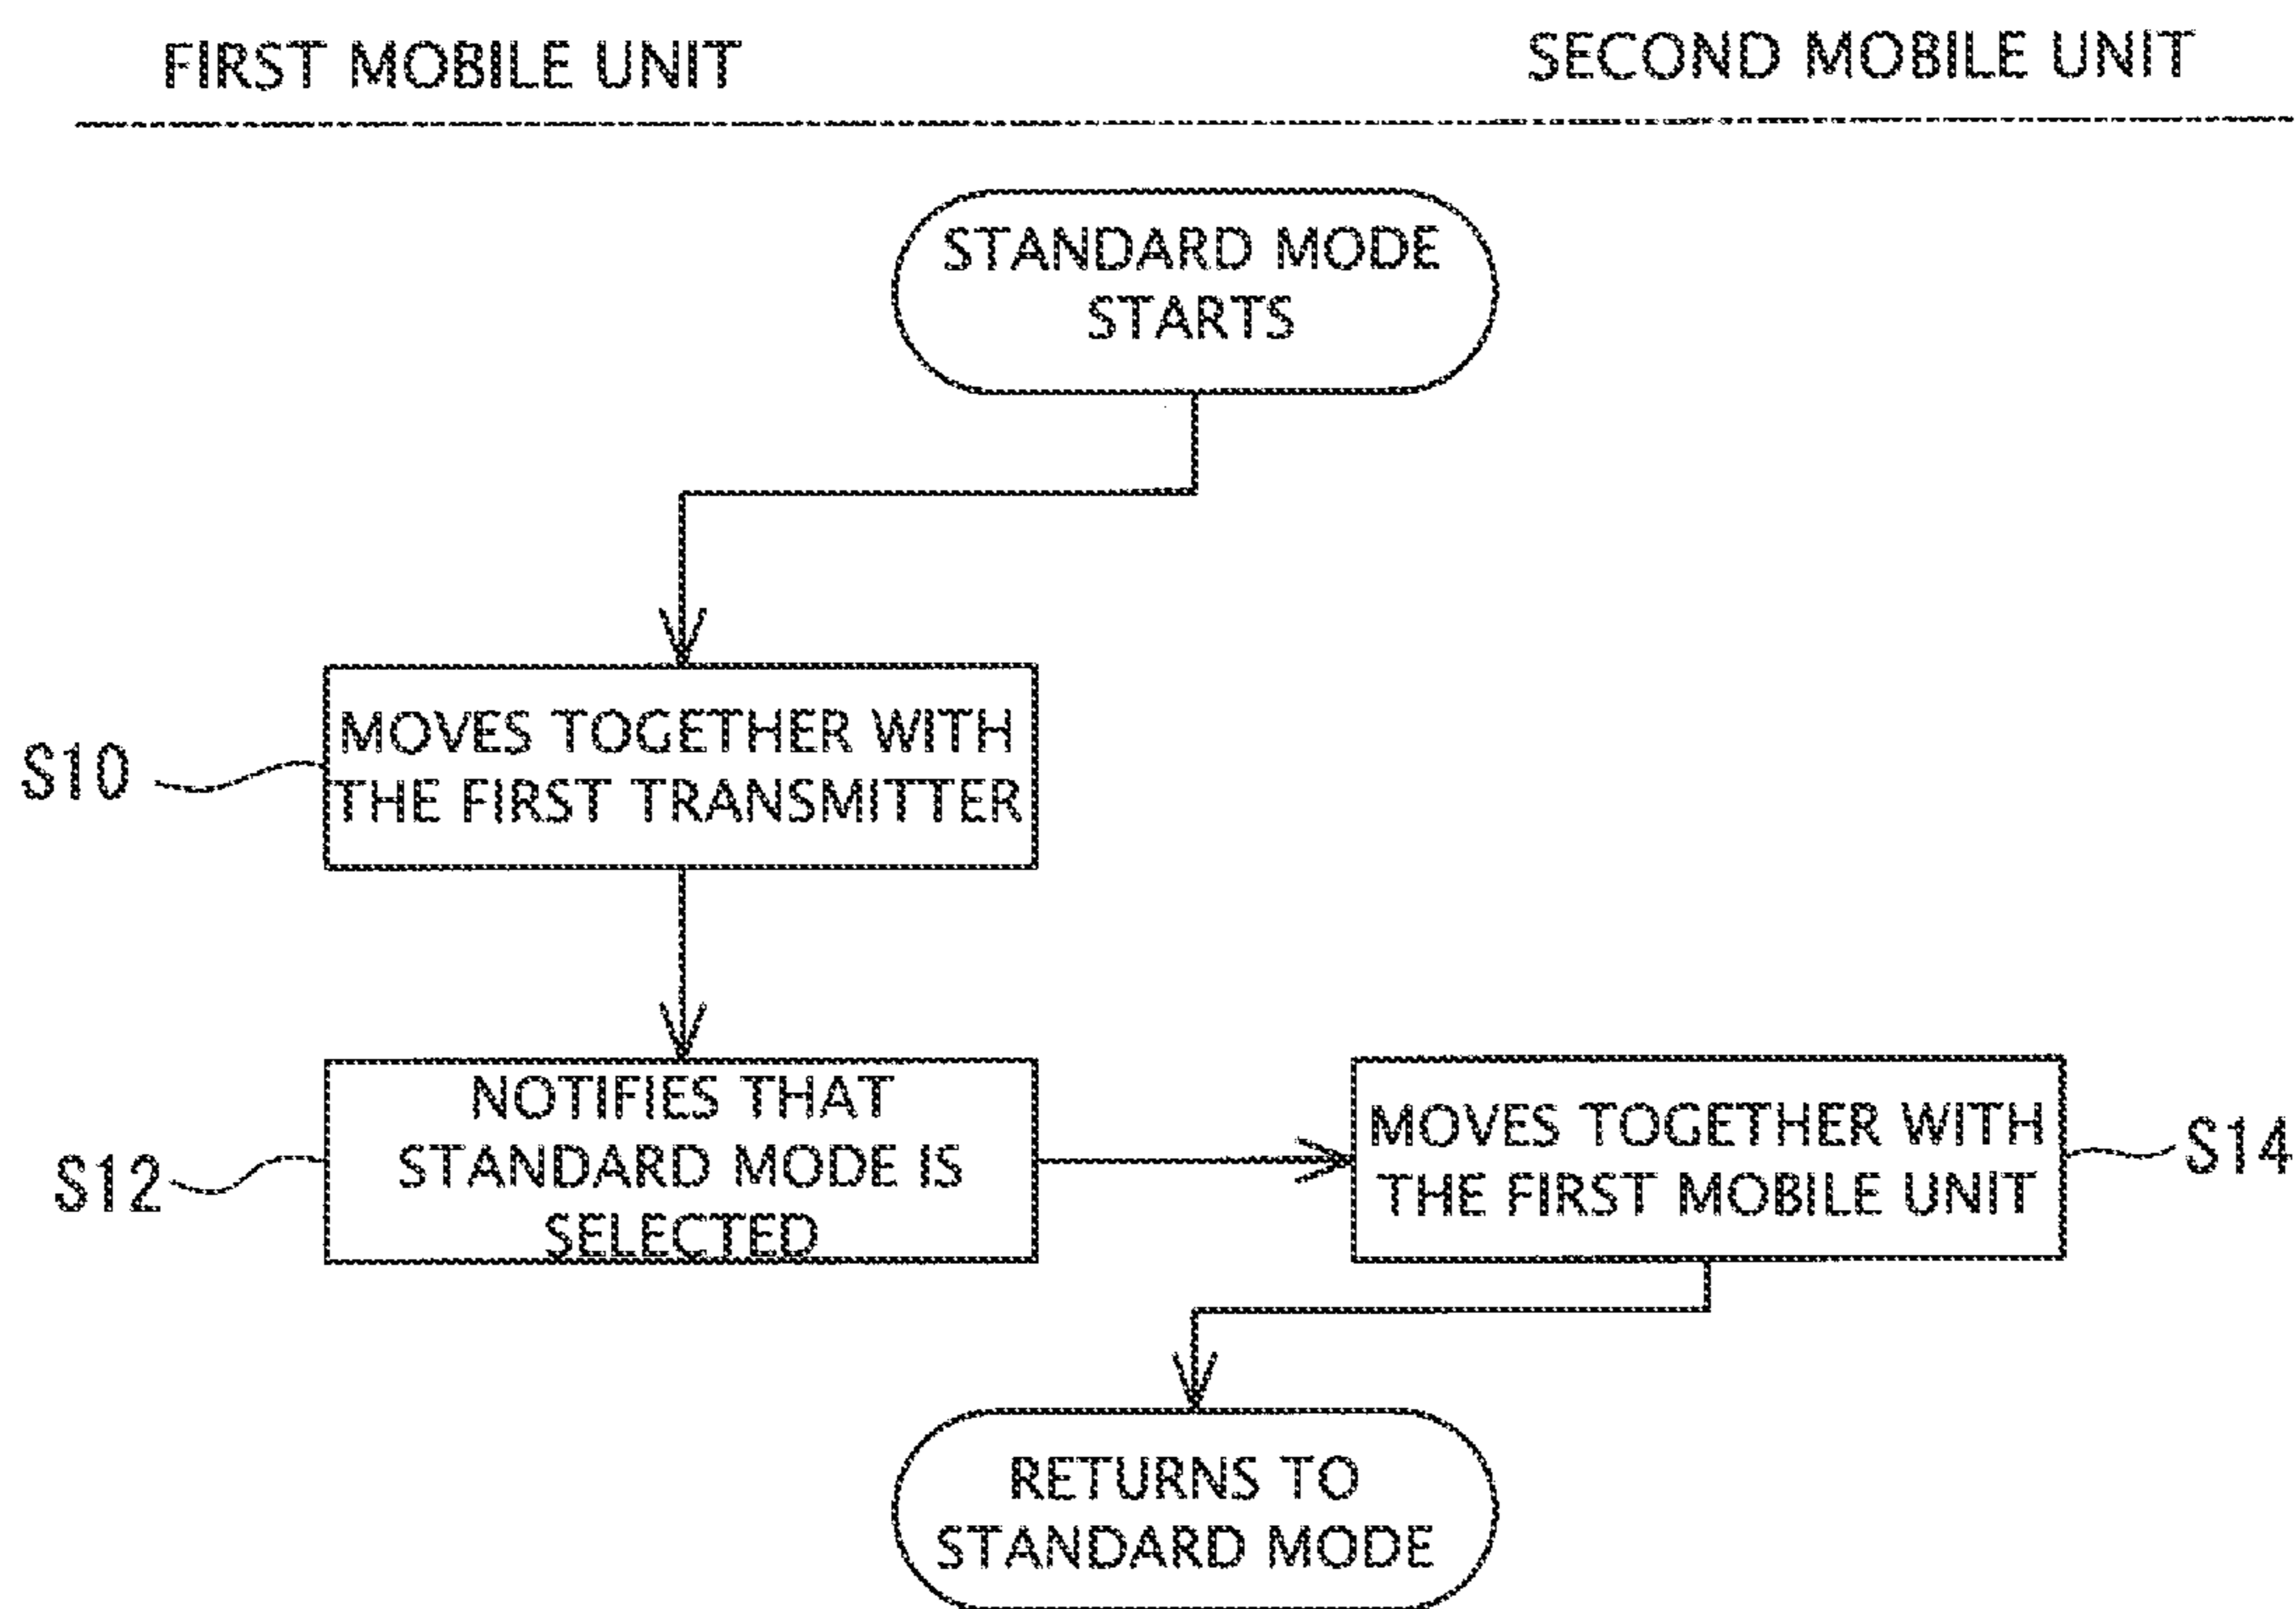 FIRST MOBILE UNIT
SECOND MOBILE UNIT
STANDARD MODE
STARTS
S10
MOVES TOGETHER WITH
THE FIRST TRANSMITTER
S12
NOTIFIES THAT
STANDARD MODE IS
SELECTED
MOVES TOGETHER WITH
THE FIRST MOBILE UNIT
S14
RETURNS TO
STANDARD MODE